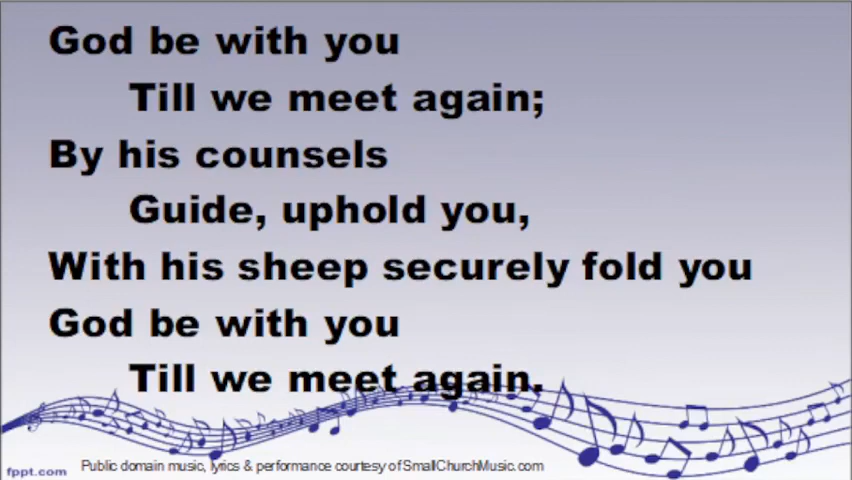 God be with you
Till we meet again;
By his counsels
Guide, uphold you,
With his sheep securely fold you
God be with you
Till we meet again.
fppt.com
Public domain music, lyrics & performance courtesy of SmallChurchMusic.com